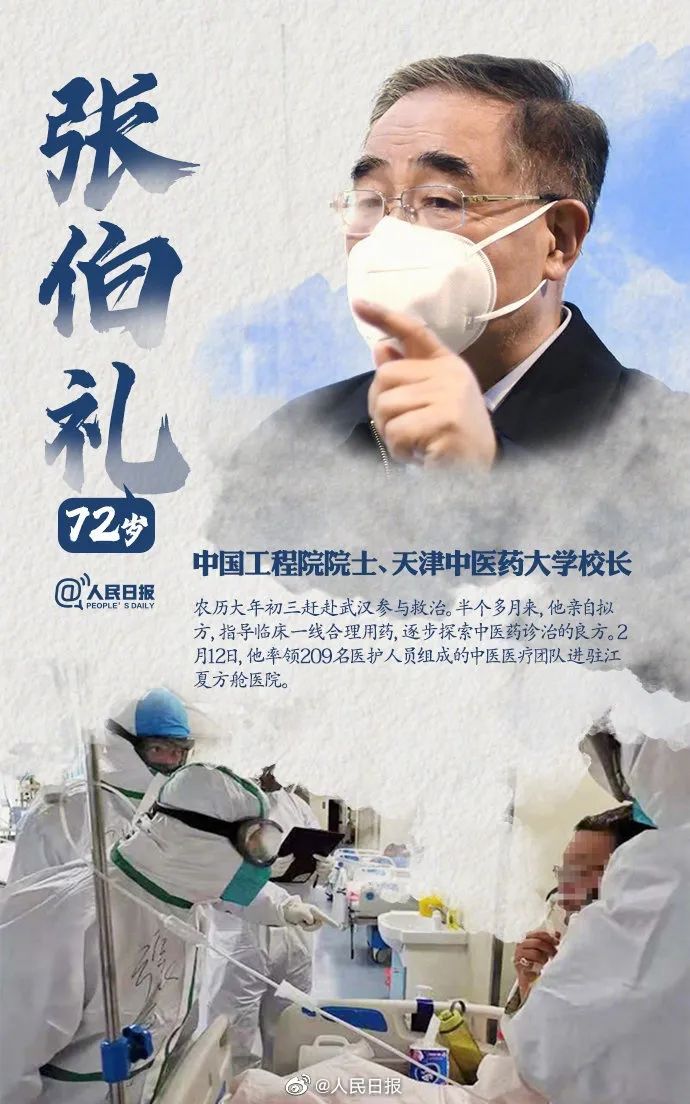 张伯礼
72岁
@人民日报
PEOPLE'S DAILY
中国工程院院士、天津中医药大学校长
农历大年初三赶赴武汉参与救治。半个多月来,他亲自拟
方,指导临床一线合理用药,逐步探索中医药诊治的良方。2
月12日,他率领209名医护人员组成的中医医疗团队进驻江
夏方舱医院。
@人民日报